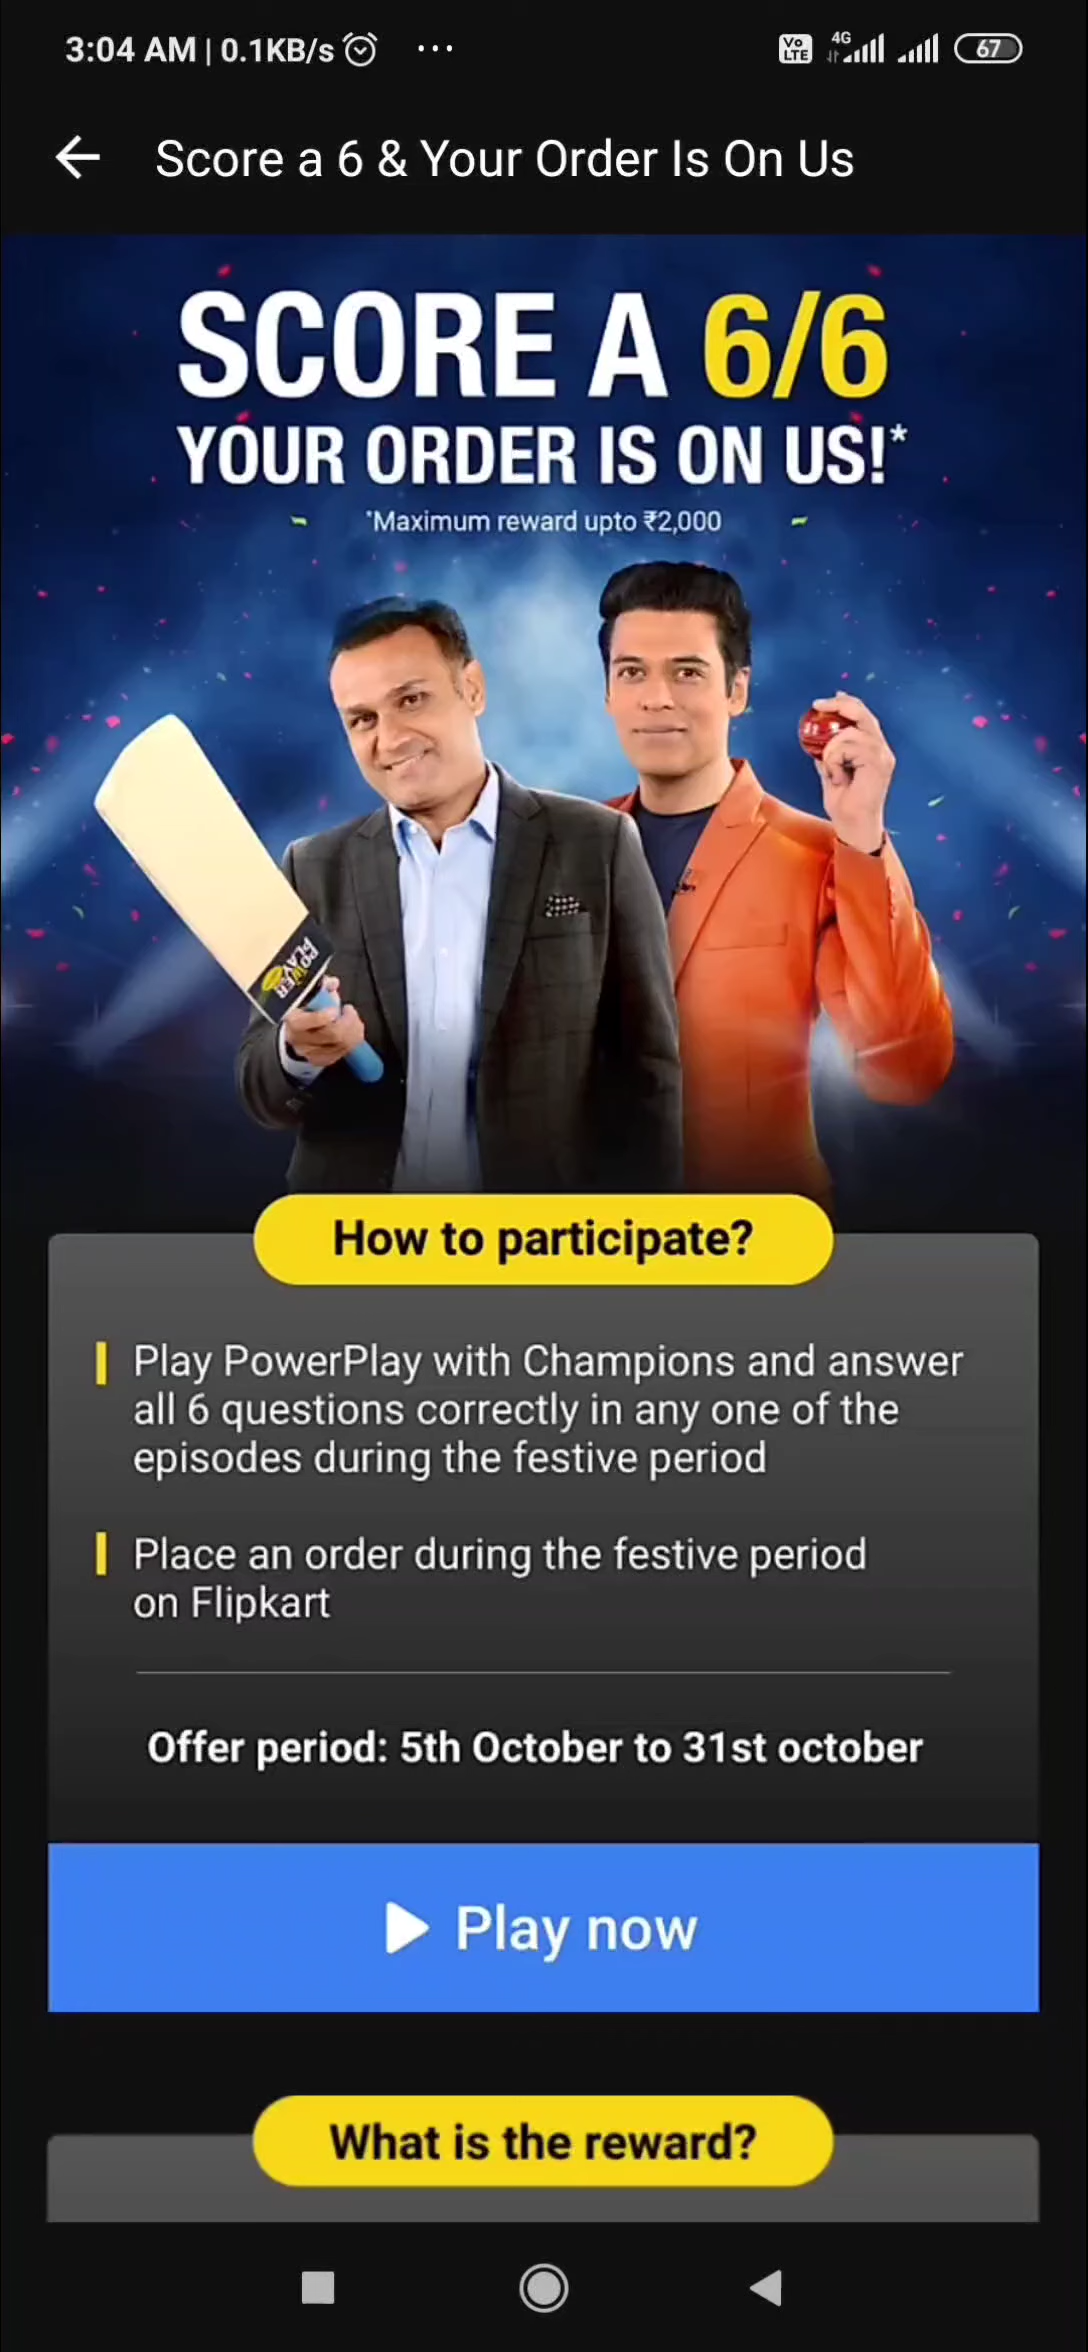 3:04 AM | 0.1KB/s
Vo LTE 4G 67
Score a 6 & Your Order Is On Us
SCORE A 6/6
YOUR ORDER IS ON US!*
*Maximum reward upto ₹2,000
POWER
PLAY
How to participate?
Play PowerPlay with Champions and answer
all 6 questions correctly in any one of the
episodes during the festive period
Place an order during the festive period
on Flipkart
Offer period: 5th October to 31st october
Play now
What is the reward?